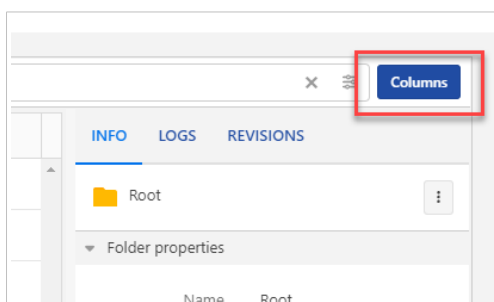 Columns
INFO LOGS REVISIONS
Root
Folder properties
Name Root